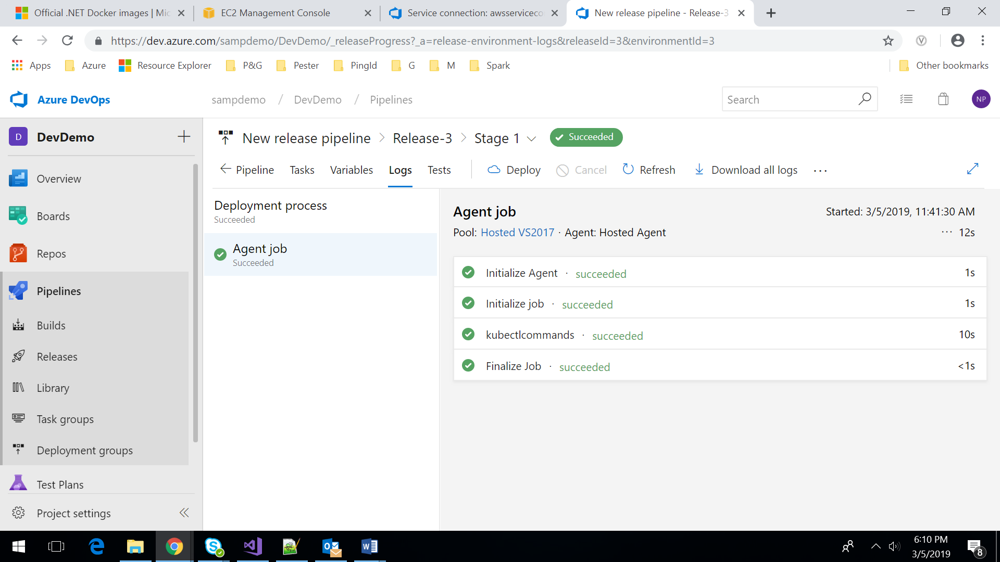 Official .NET Docker images | Mic
EC2 Management Console
Service connection: awsserviceco
New release pipeline - Release-3
https://dev.azure.com/sampdemo/DevDemo/_releaseProgress?_a=release-environment-logs&releaseId=3&environmentId=3
Apps Azure Resource Explorer P&G Pester PingId G M Spark Other bookmarks
Azure DevOps sampdemo / DevDemo / Pipelines Search NP
D DevDemo
Overview
Boards
Repos
Pipelines
Builds
Releases
Library
Task groups
Deployment groups
Test Plans
Project settings
New release pipeline > Release-3 > Stage 1 Succeeded
Pipeline Tasks Variables Logs Tests Deploy Cancel Refresh Download all logs ...
Deployment process
Succeeded
Agent job
Succeeded
Agent job Started: 3/5/2019, 11:41:30 AM
Pool: Hosted VS2017 · Agent: Hosted Agent ... 12s
Initialize Agent · succeeded 1s
Initialize job · succeeded 1s
kubectlcommands · succeeded 10s
Finalize Job · succeeded <1s
6:10 PM
3/5/2019
8